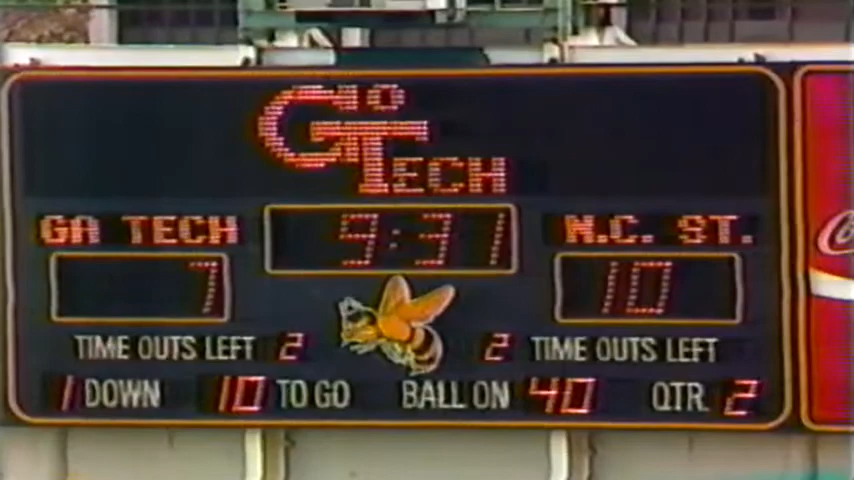 GO
TECH
GA TECH 9:31 N.C. ST.
7 10
TIME OUTS LEFT 2 2 TIME OUTS LEFT
1 DOWN 10 TO GO BALL ON 40 QTR. 2